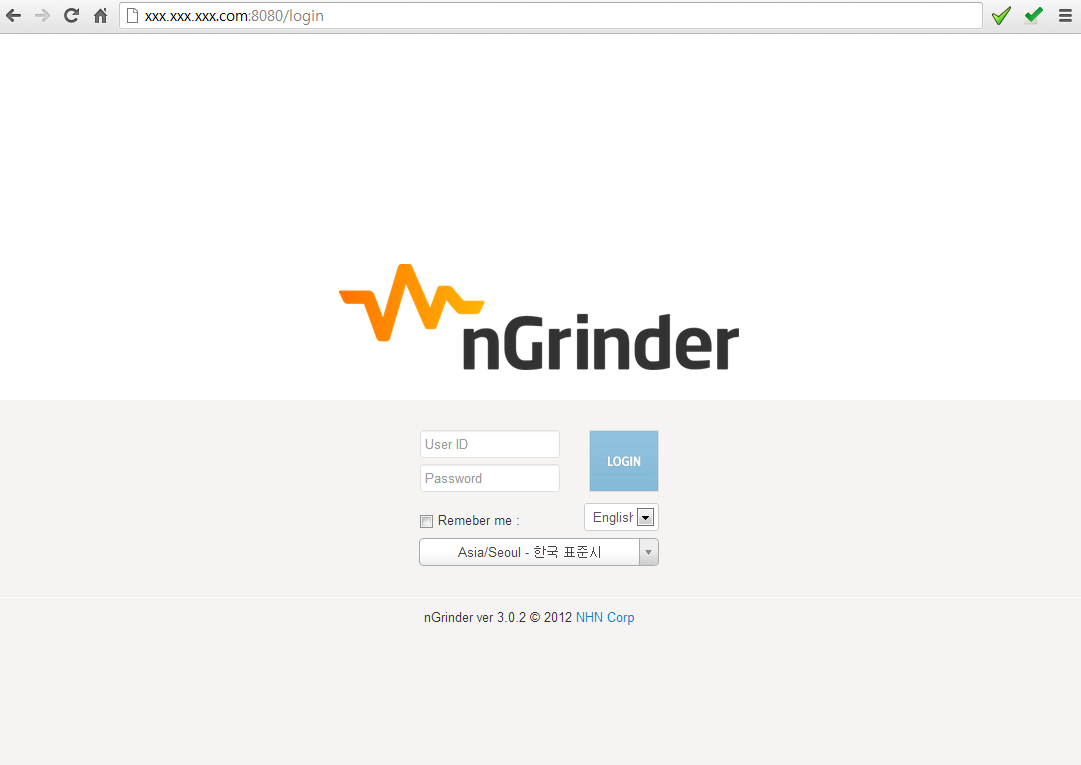 xxx.xxx.xxx.com:8080/login
nGrinder
User ID
LOGIN
Password
Remeber me :
English
Asia/Seoul - 한국 표준시
nGrinder ver 3.0.2 © 2012 NHN Corp